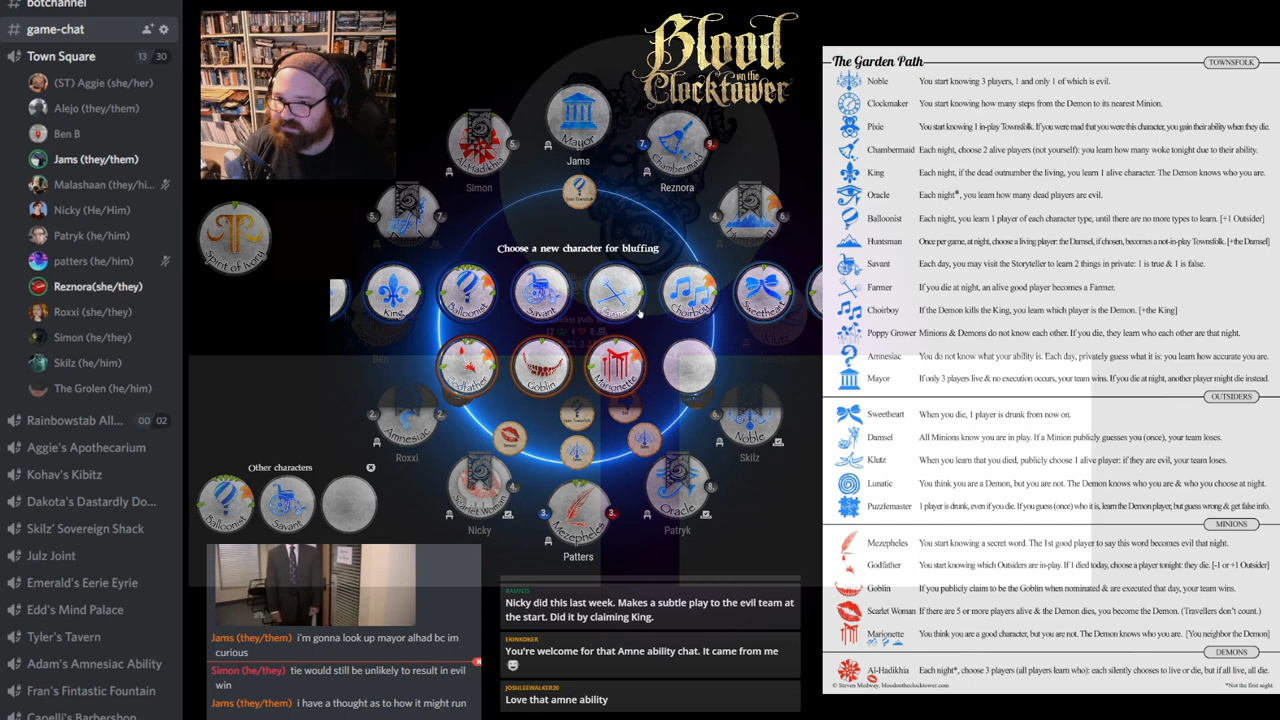 botchannel
game-chat
Town Square 13 30
(ST) Aggie (she/her)
Alejo (they/them)
Ben B
Jams (they/them)
Malashaan (they/hi...
Nicky (He/Him)
Patryk (he/him)
patters (he/him)
Reznora(she/they)
Roxxi (she/they)
Simon (he/they)
Skilz (he/him)
The Grolen (he/him)
Rainbowstab All... 00 02
Aggie's Apothecarium
Kohav's Kibitz
Dakota's Dastardly Do...
Skilz' Sovereign Shack
Julz Joint
Emerald's Eerie Eyrie
Edd's Mind Palace
Tyler's Tavern
Adam's Amnesiac Ability
Fran's Fintastic Fountain
Capelli's Barbershop
Blood
on the
Clocktower
Spirit of Ivory
Mayor
Jams
Simon
5.
Chambermaid
7. 9.
Reznora
5. 7.
4. 6.
Ben
Choose a new character for bluffing
King
Balloonist
Savant
Farmer
Choirboy
Sweetheart
Godfather
Goblin
Marionette
Amnesiac
2. 2.
Roxxi
Scarlet Woman
4.
Nicky
Mezepheles
3. 3.
Patters
Oracle
8.
Patryk
Noble
6.
Skilz
Other characters
Balloonist
Savant
Jams (they/them) i'm gonna look up mayor alhad bc im
curious
Simon (he/they) tie would still be unlikely to result in evil
win
Jams (they/them) i have a thought as to how it might run
Nicky did this last week. Makes a subtle play to the evil team at
the start. Did it by claiming King.
EKINKOKER
You're welcome for that Amne ability chat. It came from me
JOSHLEEWALKER20
Love that amne ability
The Garden Path
TOWNSFOLK
Noble You start knowing 3 players, 1 and only 1 of which is evil.
Clockmaker You start knowing how many steps from the Demon to its nearest Minion.
Pixie You start knowing 1 in-play Townsfolk. If you were mad that you were this character, you gain their ability when they die.
Chambermaid Each night, choose 2 alive players (not yourself): you learn how many woke tonight due to their ability.
King Each night, if the dead outnumber the living, you learn 1 alive character. The Demon knows who you are.
Oracle Each night*, you learn how many dead players are evil.
Balloonist Each night, you learn 1 player of each character type, until there are no more types to learn. [+1 Outsider]
Huntsman Once per game, at night, choose a living player: the Damsel, if chosen, becomes a not-in-play Townsfolk. [+the Damsel]
Savant Each day, you may visit the Storyteller to learn 2 things in private: 1 is true & 1 is false.
Farmer If you die at night, an alive good player becomes a Farmer.
Choirboy If the Demon kills the King, you learn which player is the Demon. [+the King]
Poppy Grower Minions & Demons do not know each other. If you die, they learn who each other are that night.
Amnesiac You do not know what your ability is. Each day, privately guess what it is: you learn how accurate you are.
Mayor If only 3 players live & no execution occurs, your team wins. If you die at night, another player might die instead.
OUTSIDERS
Sweetheart When you die, 1 player is drunk from now on.
Damsel All Minions know you are in play. If a Minion publicly guesses you (once), your team loses.
Klutz When you learn that you died, publicly choose 1 alive player: if they are evil, your team loses.
Lunatic You think you are a Demon, but you are not. The Demon knows who you are & who you choose at night.
Puzzlemaster 1 player is drunk, even if you die. If you guess (once) who it is, learn the Demon player, but guess wrong & get false info.
MINIONS
Mezepheles You start knowing a secret word. The 1st good player to say this word becomes evil that night.
Godfather You start knowing which Outsiders are in-play. If 1 died today, choose a player tonight: they die. [-1 or +1 Outsider]
Goblin If you publicly claim to be the Goblin when nominated & are executed that day, your team wins.
Scarlet Woman If there are 5 or more players alive & the Demon dies, you become the Demon. (Travellers don't count.)
Marionette You think you are a good character, but you are not. The Demon knows who you are. [You neighbor the Demon]
DEMONS
Al-Hadikhia Each night*, choose 3 players (all players learn who): each silently chooses to live or die, but if all live, all die.
© Steven Medway, bloodontheclocktower.com *Not the first night